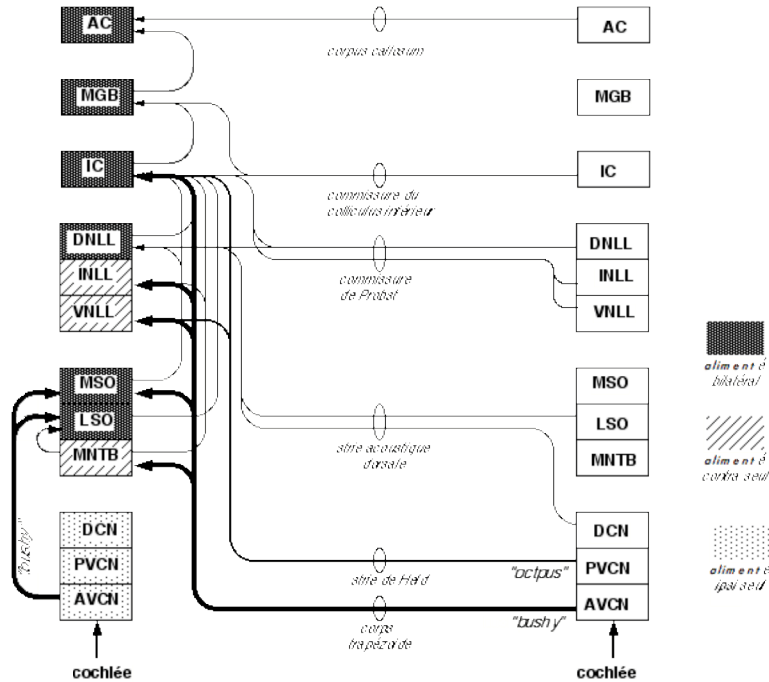 AC
AC
corpus callosum
MGB
MGB
IC
IC
commissure du
colliculus inférieur
DNLL
DNLL
INLL
INLL
commissure
de Probst
VNLL
VNLL
alimenté
bilatéral
MSO
MSO
LSO
LSO
MNTB
MNTB
strie acoustique
dorsale
alimenté
contra seul
DCN
DCN
"bushy"
PVCN
"octpus"
PVCN
strie de Held
alimenté
ipsi seul
AVCN
AVCN
"bushy"
corps
trapézoïde
cochlée
cochlée